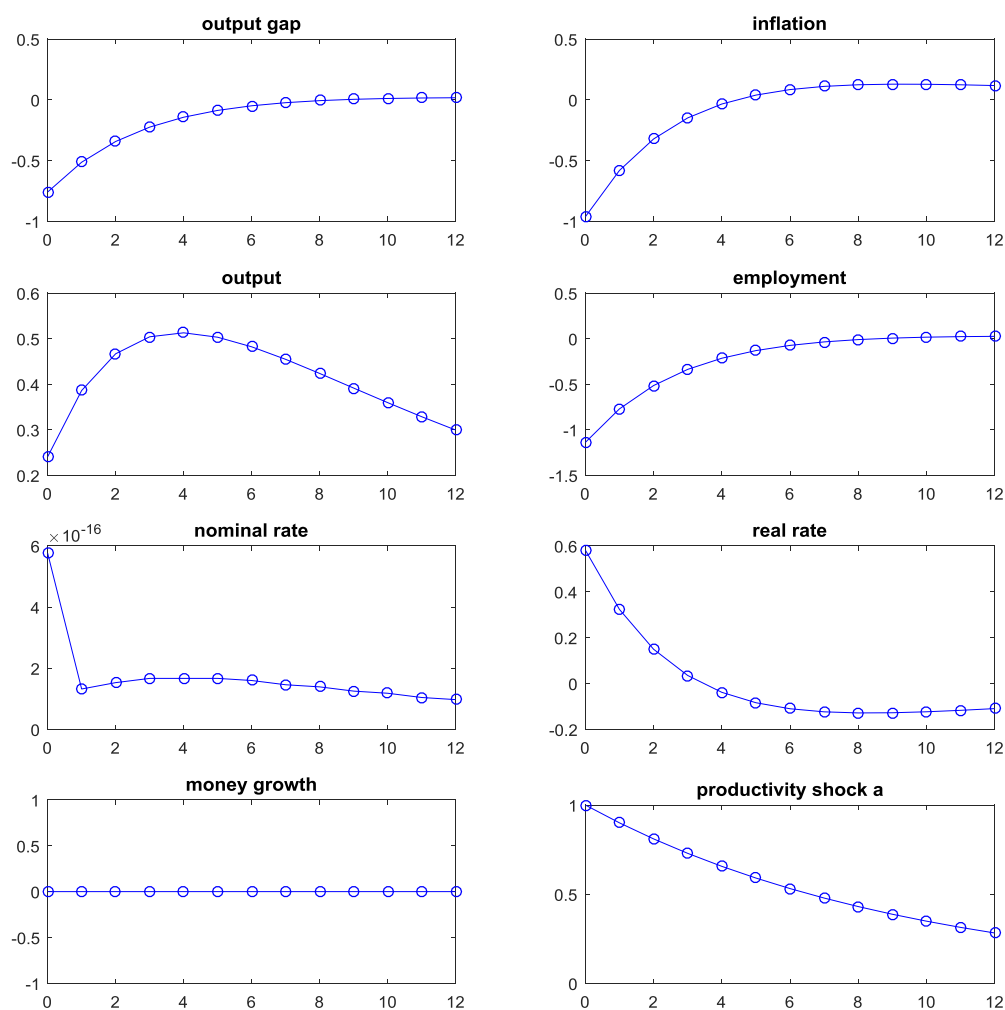 output gap
0.5
0
-0.5
-1
0 2 4 6 8 10 12
inflation
0.5
0
-0.5
-1
0 2 4 6 8 10 12
output
0.6
0.5
0.4
0.3
0.2
0 2 4 6 8 10 12
employment
0.5
0
-0.5
-1
-1.5
0 2 4 6 8 10 12
nominal rate
×10-16
6
4
2
0
0 2 4 6 8 10 12
real rate
0.6
0.4
0.2
0
-0.2
0 2 4 6 8 10 12
money growth
1
0.5
0
-0.5
-1
0 2 4 6 8 10 12
productivity shock a
1
0.5
0
0 2 4 6 8 10 12